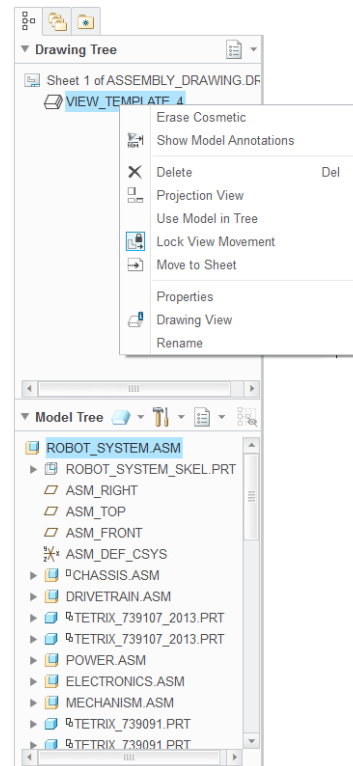 Drawing Tree
Sheet 1 of ASSEMBLY_DRAWING.DR
VIEW_TEMPLATE_4
Erase Cosmetic
Show Model Annotations
Delete Del
Projection View
Use Model in Tree
Lock View Movement
Move to Sheet
Properties
Drawing View
Rename
Model Tree
ROBOT_SYSTEM.ASM
ROBOT_SYSTEM_SKEL.PRT
ASM_RIGHT
ASM_TOP
ASM_FRONT
ASM_DEF_CSYS
CHASSIS.ASM
DRIVETRAIN.ASM
TETRIX_739107_2013.PRT
TETRIX_739107_2013.PRT
POWER.ASM
ELECTRONICS.ASM
MECHANISM.ASM
TETRIX_739091.PRT
TETRIX_739091.PRT